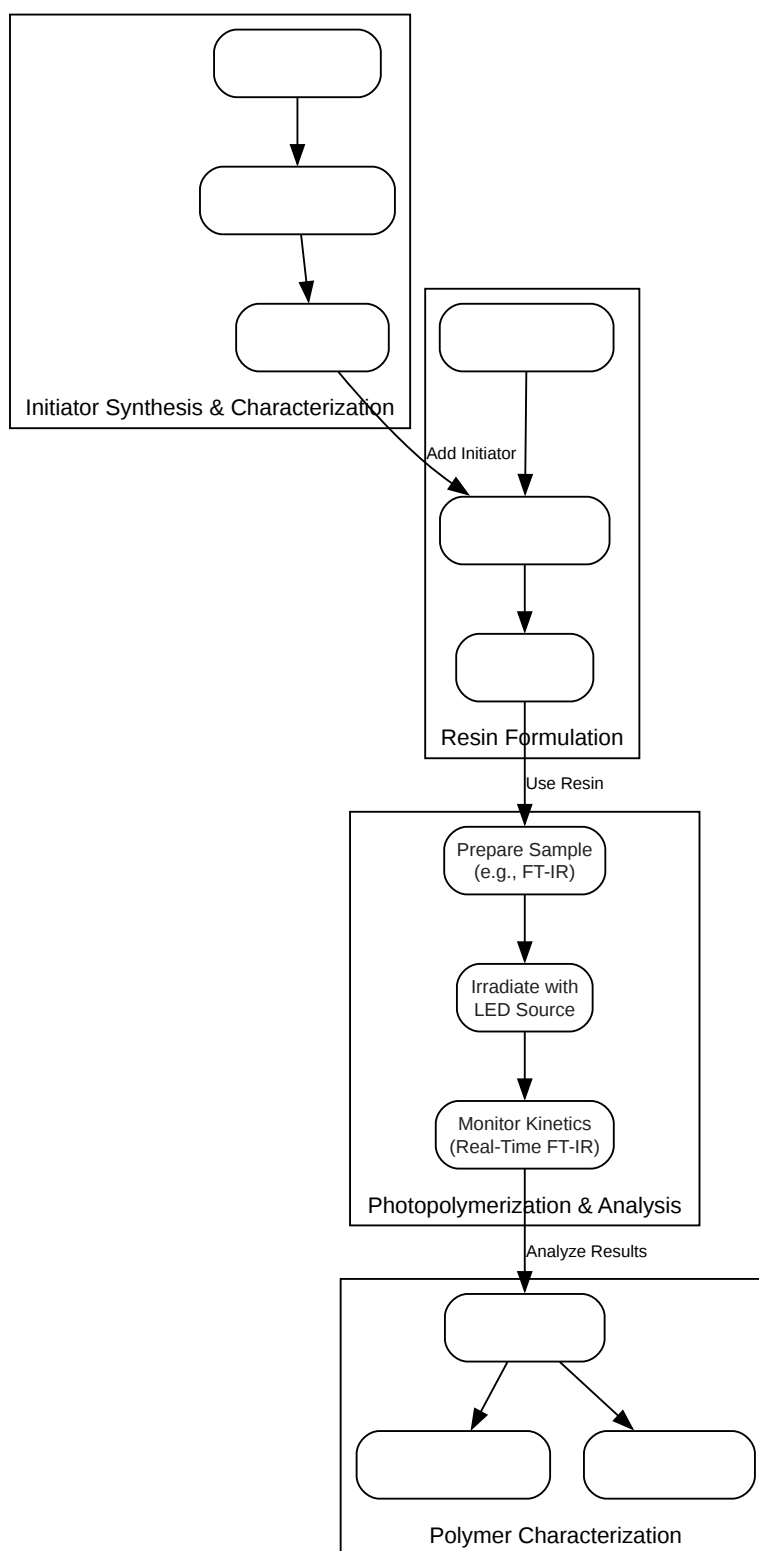 Initiator Synthesis & Characterization
Add Initiator
Resin Formulation
Use Resin
Prepare Sample
(e.g., FT-IR)
Irradiate with
LED Source
Monitor Kinetics
(Real-Time FT-IR)
Photopolymerization & Analysis
Analyze Results
Polymer Characterization